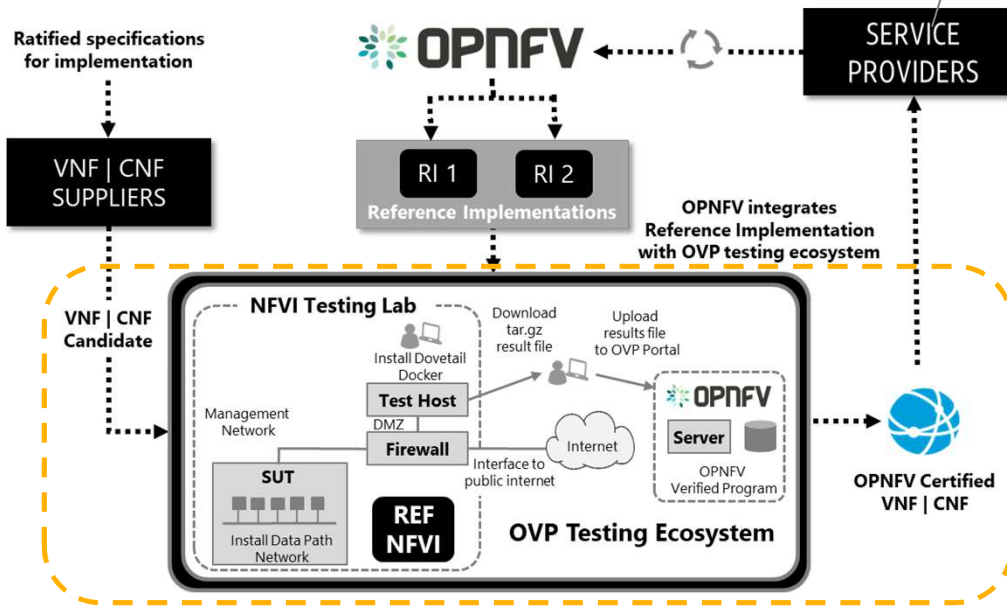 Ratified specifications
for implementation
OPNFV
SERVICE
PROVIDERS
VNF | CNF
SUPPLIERS
RI 1
RI 2
Reference Implementations
OPNFV integrates
Reference Implementation
with OVP testing ecosystem
VNF | CNF
Candidate
NFVI Testing Lab
Install Dovetail
Docker
Test Host
DMZ
Firewall
Management
Network
SUT
Install Data Path
Network
REF
NFVI
Download
tar.gz
result file
Upload
results file
to OVP Portal
Internet
Interface to
public internet
OPNFV
Server
OPNFV
Verified Program
OVP Testing Ecosystem
OPNFV Certified
VNF | CNF